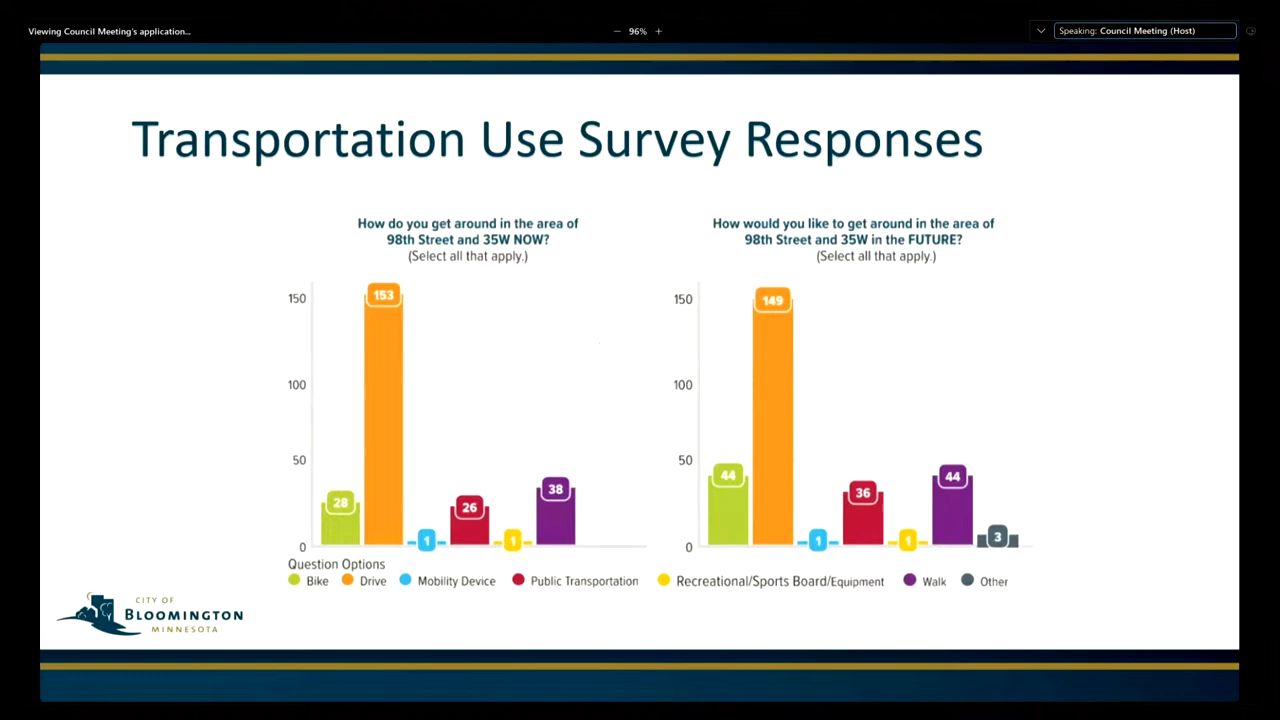 Viewing Council Meeting's application...
96%
Speaking: Council Meeting (Host)
Transportation Use Survey Responses
How do you get around in the area of
98th Street and 35W NOW?
(Select all that apply.)
150
100
50
0
28
153
1
26
1
38
How would you like to get around in the area of
98th Street and 35W in the FUTURE?
(Select all that apply.)
150
100
50
0
44
149
1
36
1
44
3
Question Options
Bike Drive Mobility Device Public Transportation Recreational/Sports Board/Equipment Walk Other
CITY OF
BLOOMINGTON
MINNESOTA